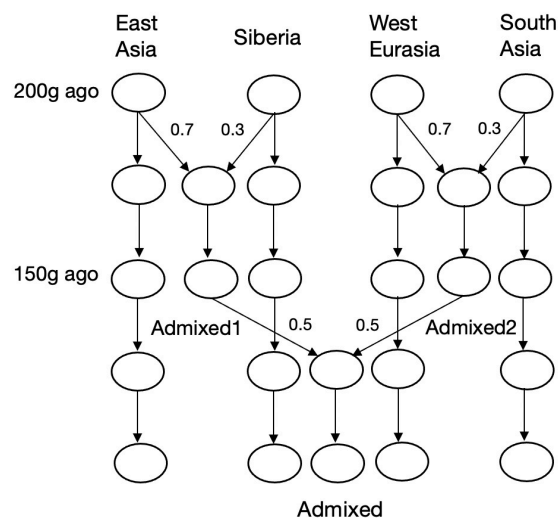 East
Asia
Siberia
West
Eurasia
South
Asia
200g ago
0.7
0.3
0.7
0.3
150g ago
Admixed1
0.5
0.5
Admixed2
Admixed